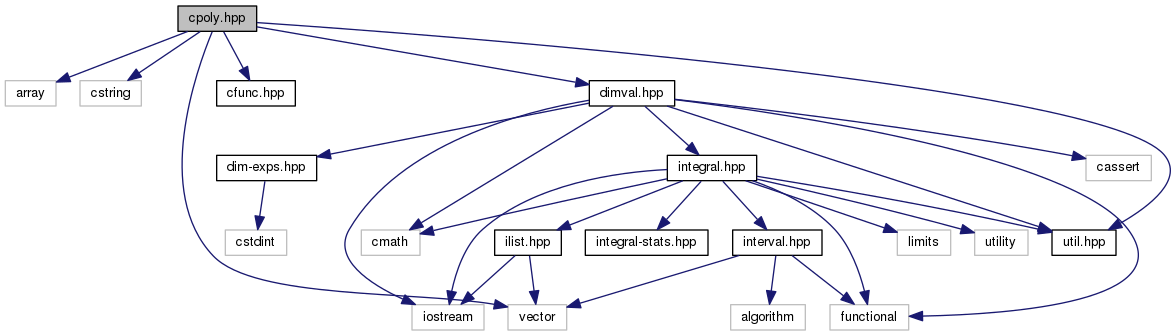 cpoly.hpp
array
cstring
cfunc.hpp
dimval.hpp
dim-exps.hpp
integral.hpp
cassert
cstdint
cmath
ilist.hpp
integral-stats.hpp
interval.hpp
limits
utility
util.hpp
iostream
vector
algorithm
functional